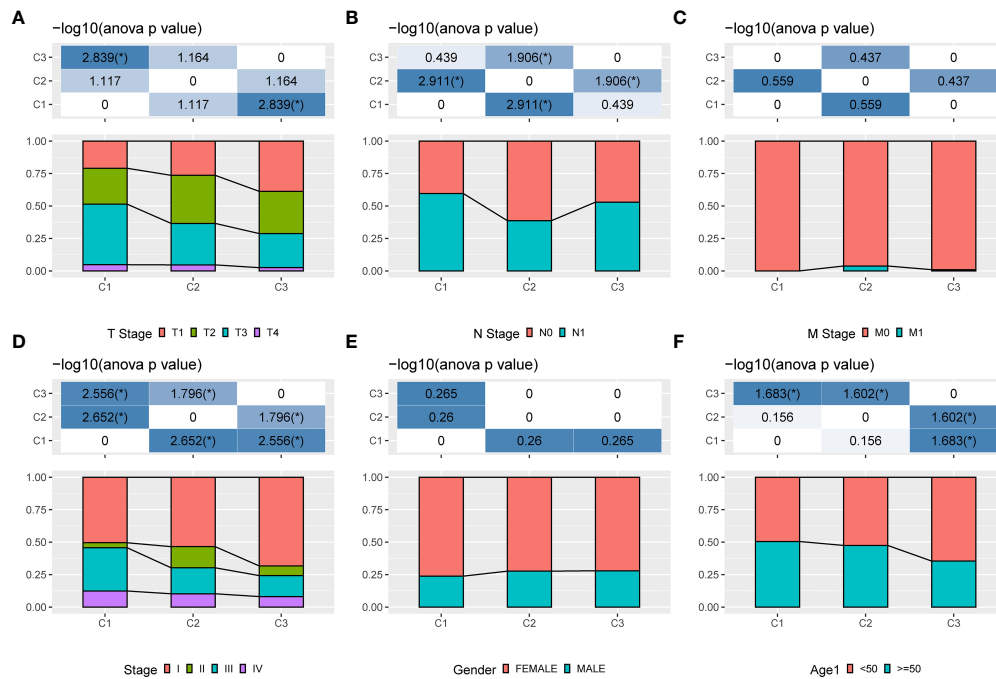 A
−log10(anova p value)
C3 2.839(*) 1.164 0
C2 1.117 0 1.164
C1 0 1.117 2.839(*)
1.00
0.75
0.50
0.25
0.00
C1 C2 C3
T Stage T1 T2 T3 T4
B
−log10(anova p value)
C3 0.439 1.906(*) 0
C2 2.911(*) 0 1.906(*)
C1 0 2.911(*) 0.439
1.00
0.75
0.50
0.25
0.00
C1 C2 C3
N Stage N0 N1
C
−log10(anova p value)
C3 0 0.437 0
C2 0.559 0 0.437
C1 0 0.559 0
1.00
0.75
0.50
0.25
0.00
C1 C2 C3
M Stage M0 M1
D
−log10(anova p value)
C3 2.556(*) 1.796(*) 0
C2 2.652(*) 0 1.796(*)
C1 0 2.652(*) 2.556(*)
1.00
0.75
0.50
0.25
0.00
C1 C2 C3
Stage I II III IV
E
−log10(anova p value)
C3 0.265 0 0
C2 0.26 0 0
C1 0 0.26 0.265
1.00
0.75
0.50
0.25
0.00
C1 C2 C3
Gender FEMALE MALE
F
−log10(anova p value)
C3 1.683(*) 1.602(*) 0
C2 0.156 0 1.602(*)
C1 0 0.156 1.683(*)
1.00
0.75
0.50
0.25
0.00
C1 C2 C3
Age1 <50 >=50